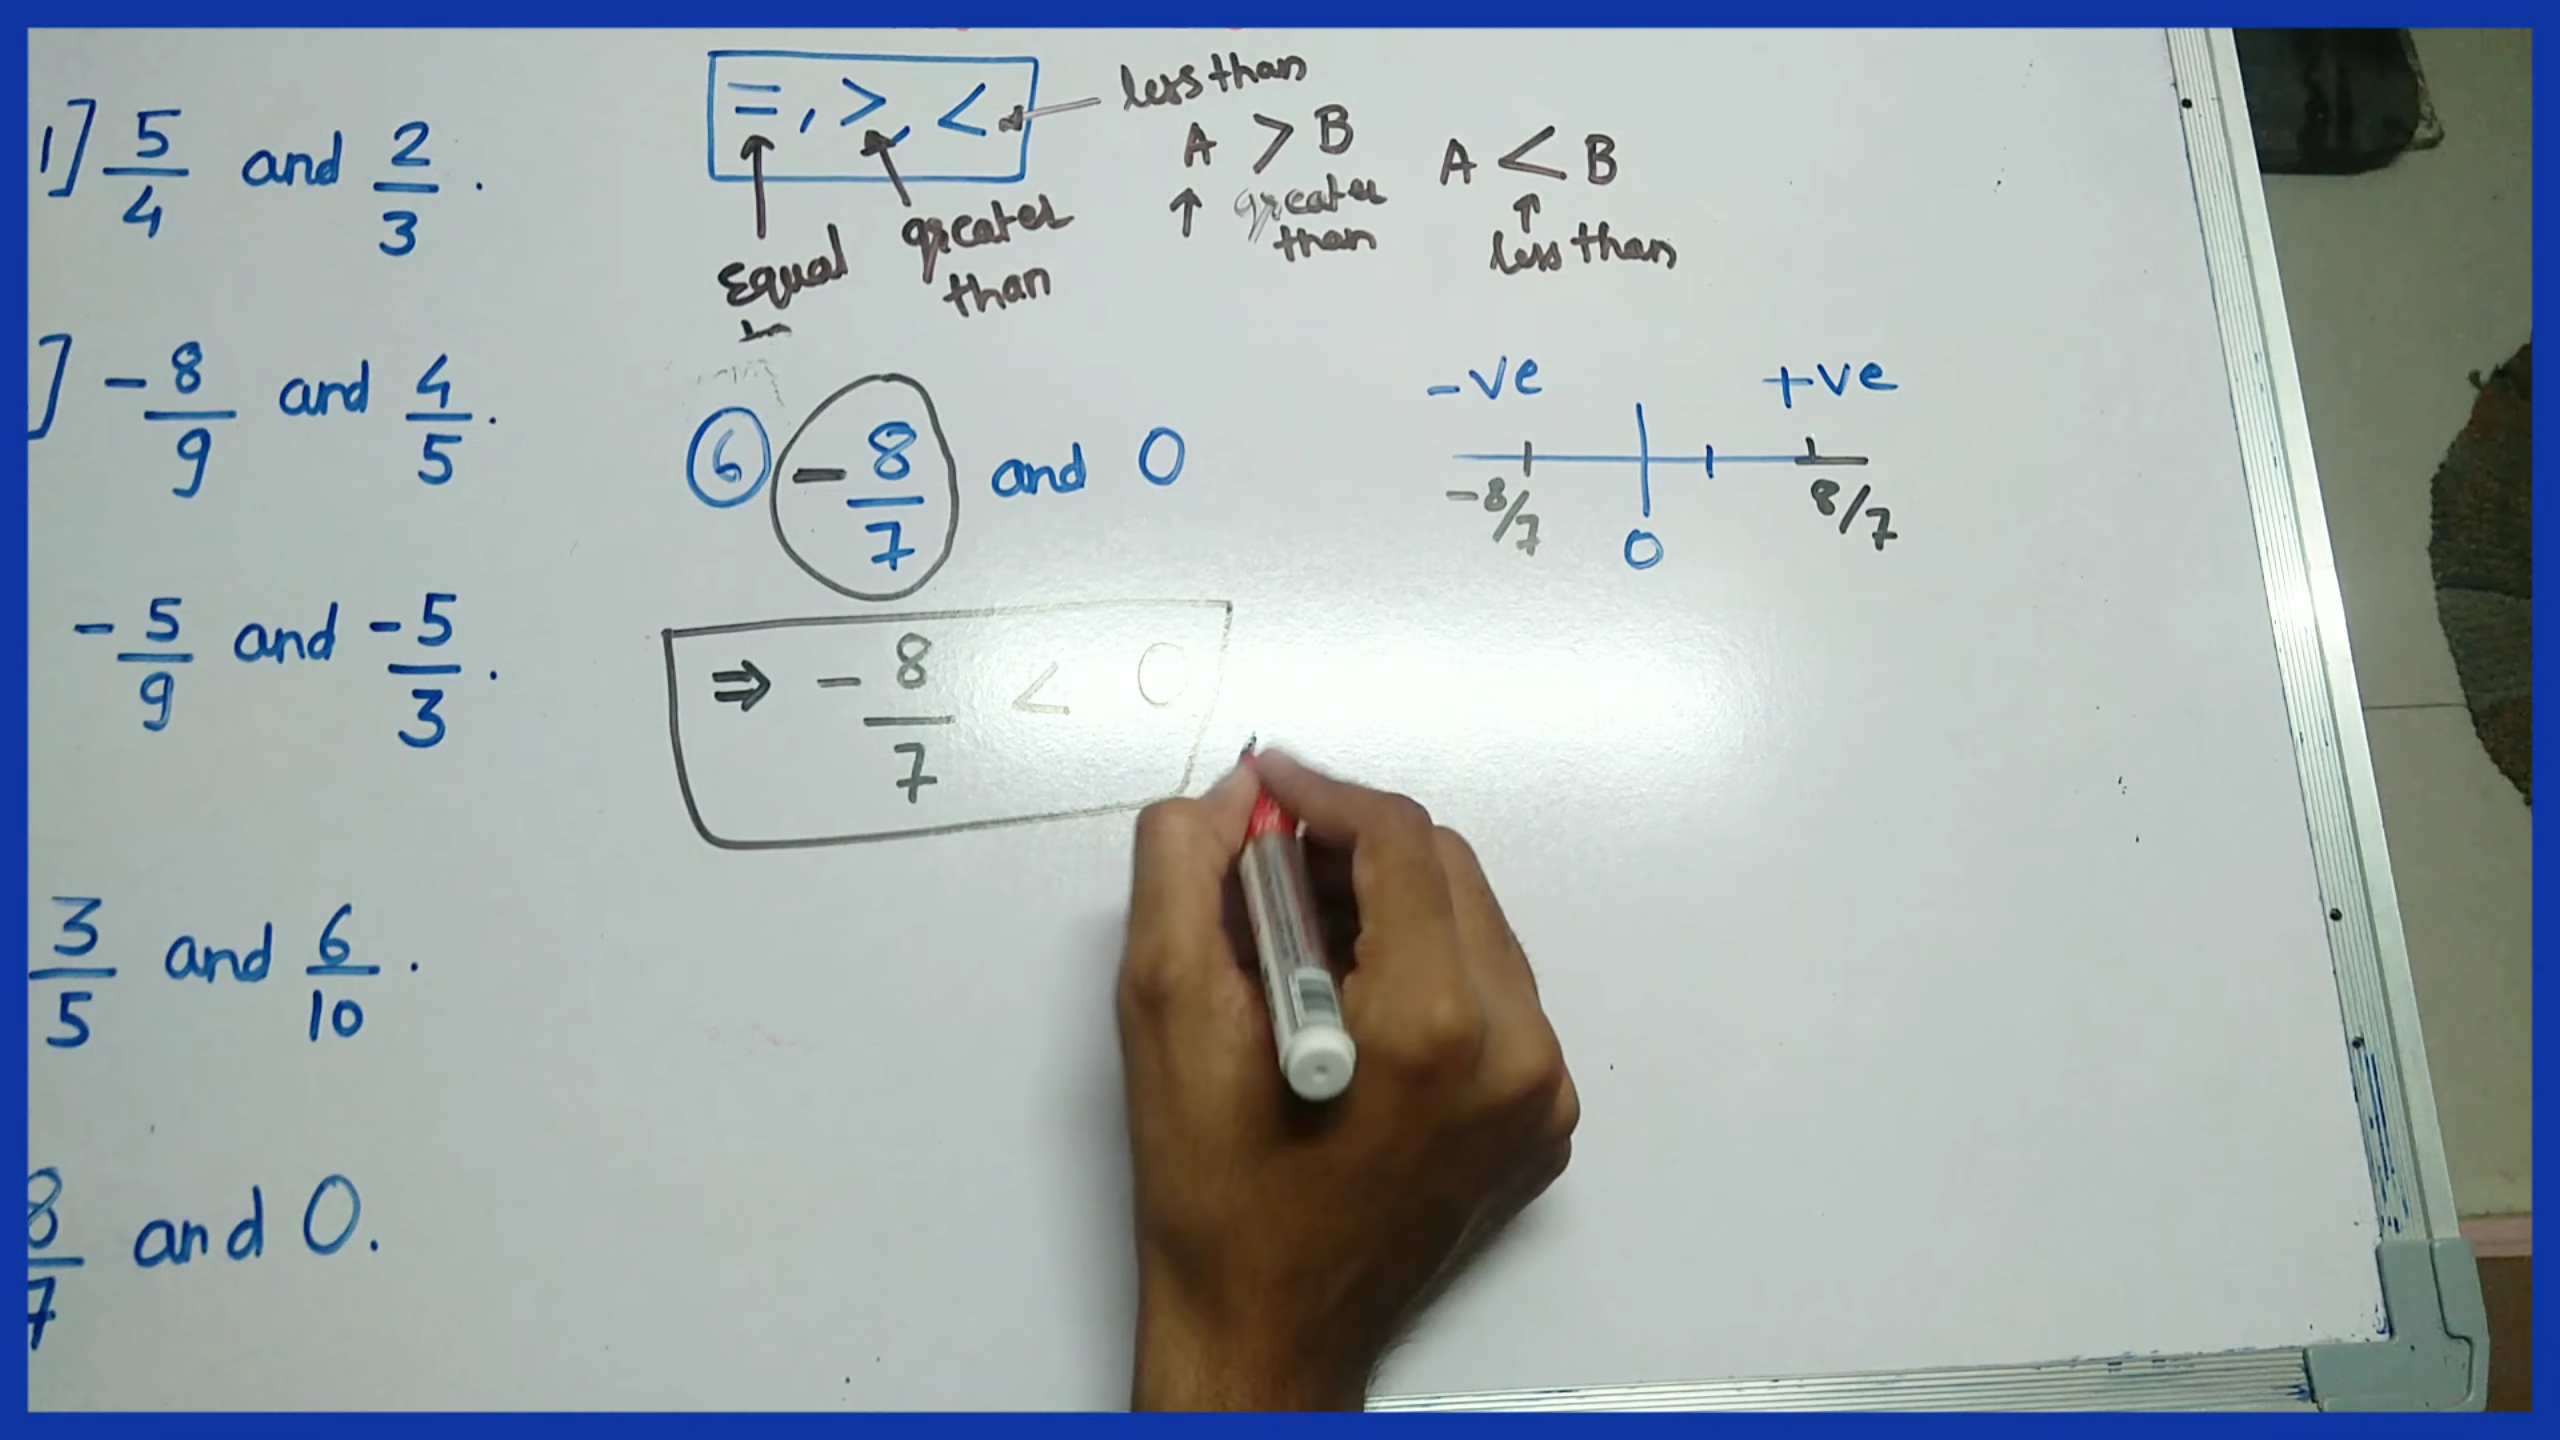 1] 5/4 and 2/3.
] -8/9 and 4/5.
-5/9 and -5/3.
3/5 and 6/10.
8/7 and 0.
=, >, <
less than
Equal
greater
than
A > B
greater
than
A < B
less than
6 -8/7 and 0
-ve +ve
-8/7 0 8/7
⇒ -8/7 < 0